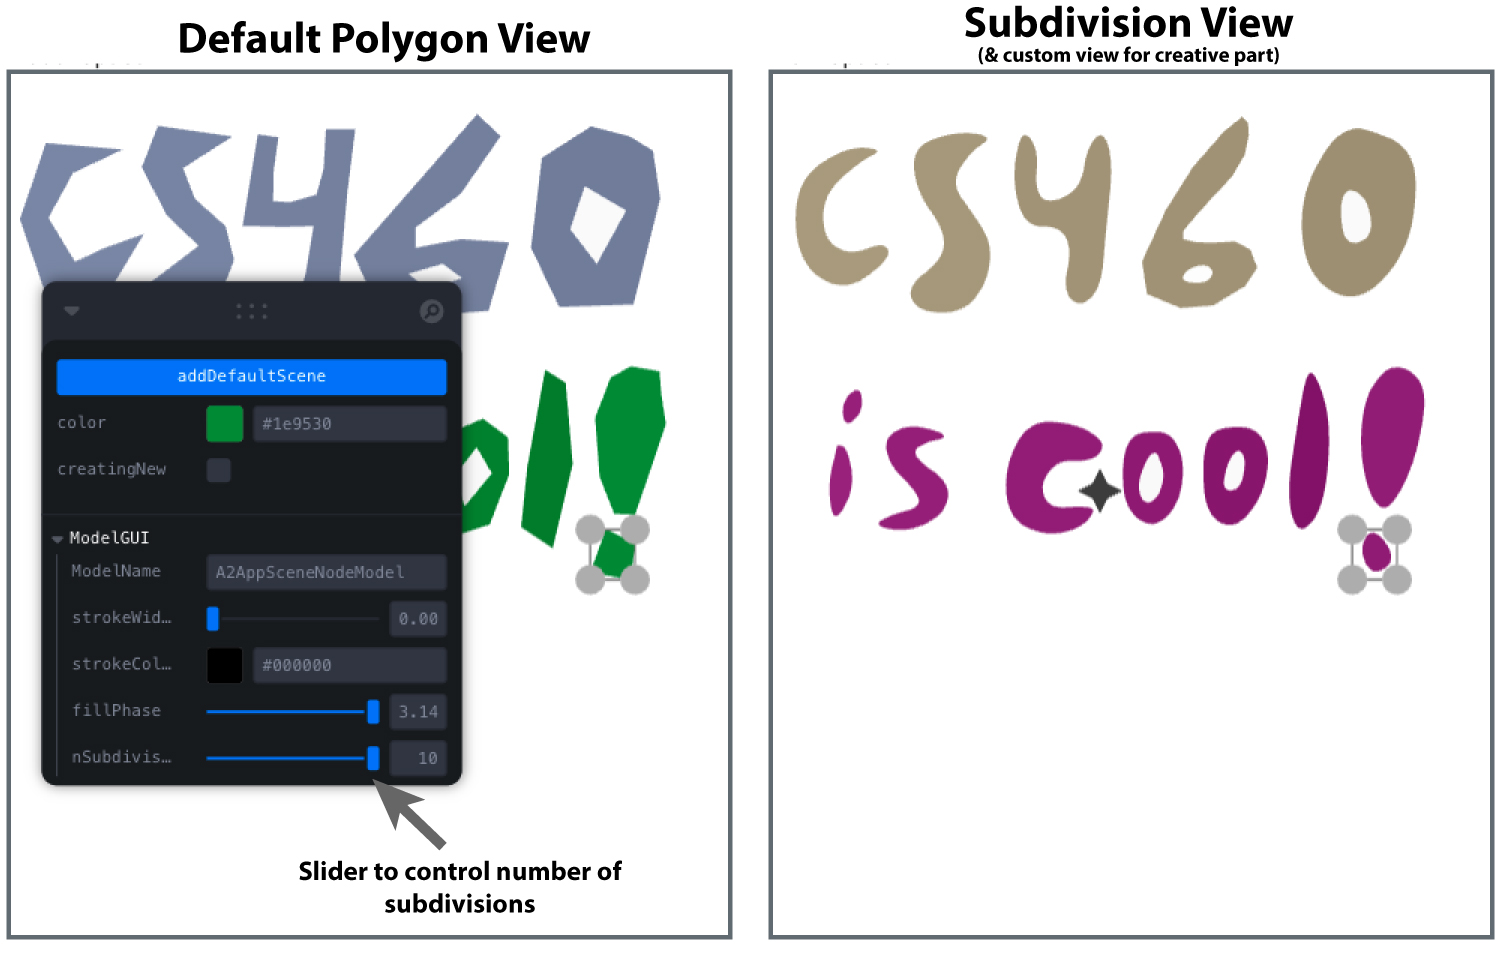 Default Polygon View
Subdivision View
(& custom view for creative part)
CS460
CS460
addDefaultScene
color #1e9530
creatingNew
ol!
is cool!
ModelGUI
ModelName A2AppSceneNodeModel
strokeWid… 0.00
strokeCol… #000000
fillPhase 3.14
nSubdivis… 10
Slider to control number of
subdivisions